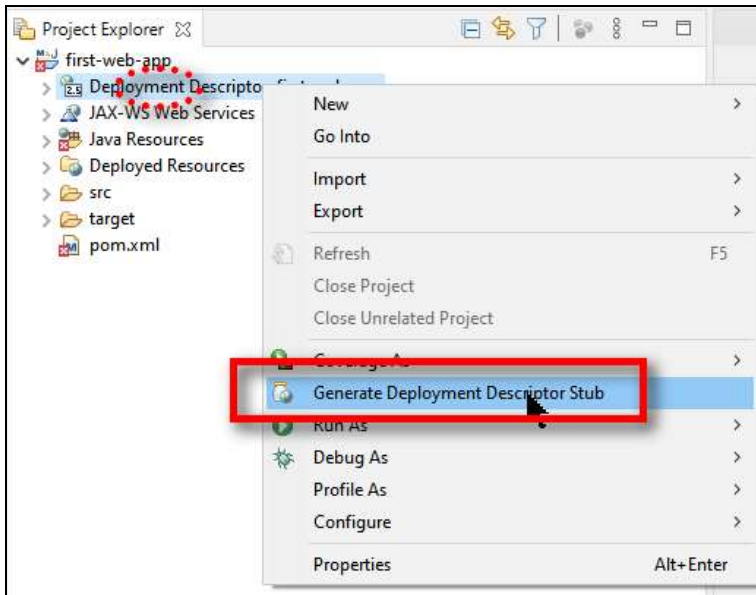 Project Explorer
first-web-app
Deployment Descripto
JAX-WS Web Services
Java Resources
Deployed Resources
src
target
pom.xml
New
Go Into
Import
Export
Refresh F5
Close Project
Close Unrelated Project
Coverage As
Generate Deployment Descriptor Stub
Run As
Debug As
Profile As
Configure
Properties Alt+Enter